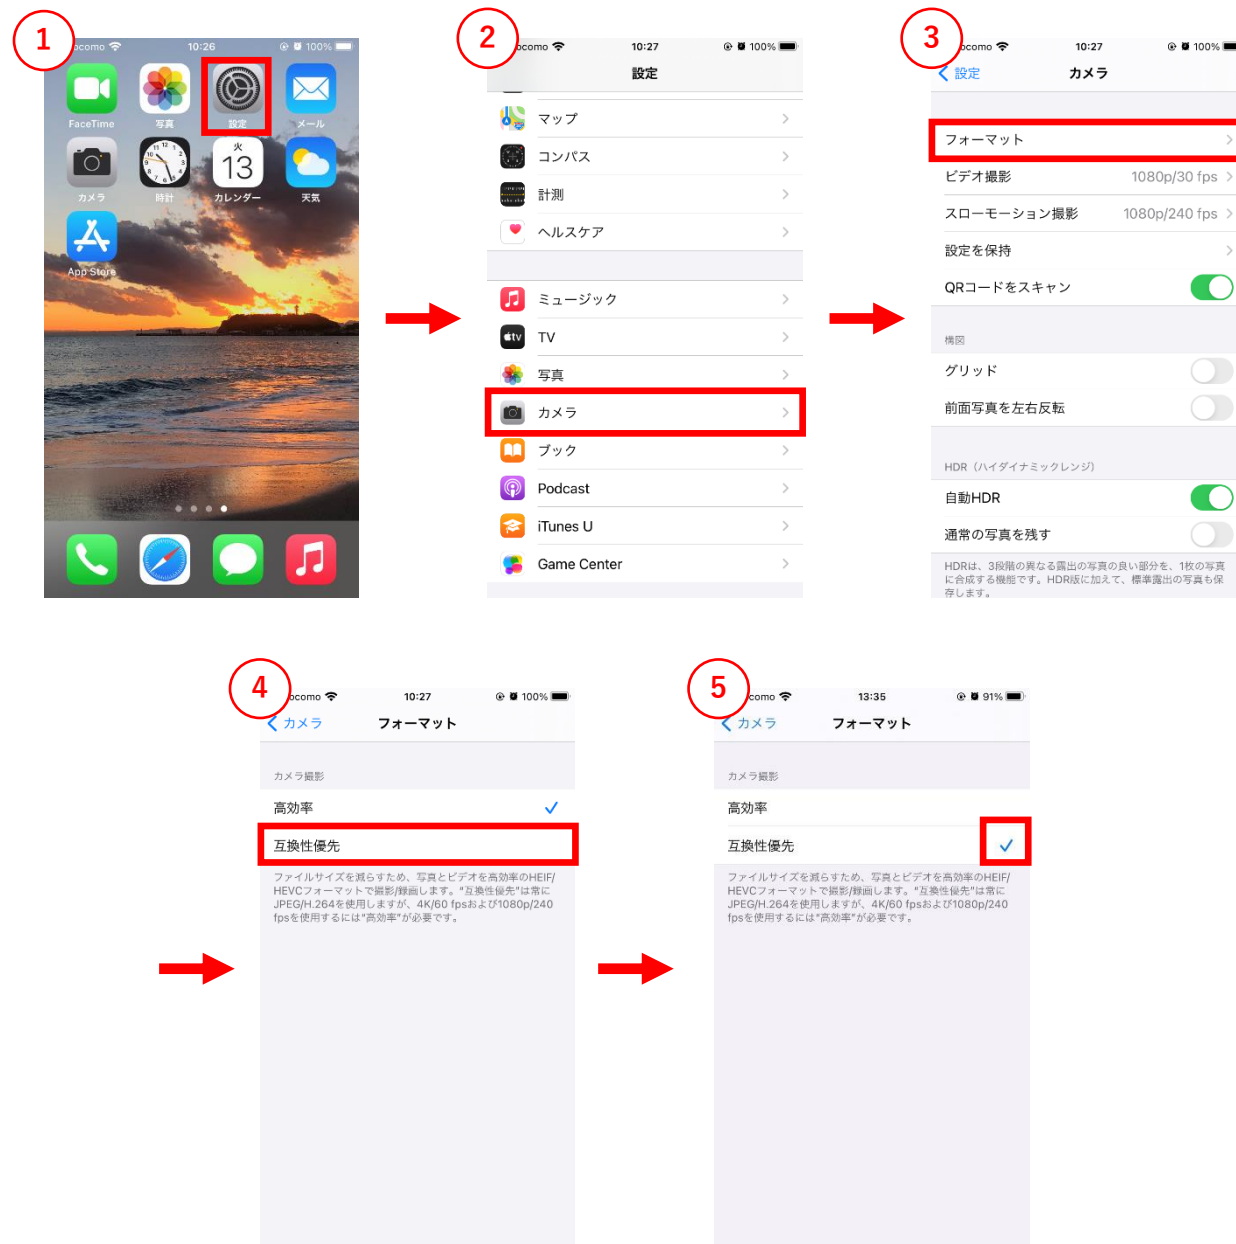 1
ocomo 10:26 100%
FaceTime 写真 設定 メール
火
13
カメラ 時計 カレンダー 天気
App Store
2
ocomo 10:27 100%
設定
マップ
コンパス
計測
ヘルスケア
ミュージック
tv TV
写真
カメラ
ブック
Podcast
iTunes U
Game Center
3
ocomo 10:27 100%
設定 カメラ
フォーマット
ビデオ撮影 1080p/30 fps
スローモーション撮影 1080p/240 fps
設定を保持
QRコードをスキャン
構図
グリッド
前面写真を左右反転
HDR（ハイダイナミックレンジ）
自動HDR
通常の写真を残す
HDRは、3段階の異なる露出の写真の良い部分を、1枚の写真
に合成する機能です。HDR版に加えて、標準露出の写真も保
存します。
4
ocomo 10:27 100%
カメラ フォーマット
カメラ撮影
高効率
互換性優先
ファイルサイズを減らすため、写真とビデオを高効率のHEIF/
HEVCフォーマットで撮影/録画します。“互換性優先”は常に
JPEG/H.264を使用しますが、4K/60 fpsおよび1080p/240
fpsを使用するには“高効率”が必要です。
5
como 13:35 91%
カメラ フォーマット
カメラ撮影
高効率
互換性優先
ファイルサイズを減らすため、写真とビデオを高効率のHEIF/
HEVCフォーマットで撮影/録画します。“互換性優先”は常に
JPEG/H.264を使用しますが、4K/60 fpsおよび1080p/240
fpsを使用するには“高効率”が必要です。